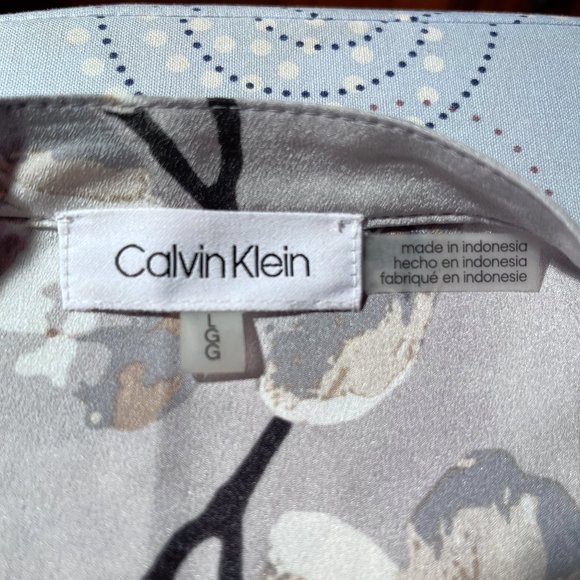 Calvin Klein
made in indonesia
hecho en indonesia
fabriqué en indonesie
L
G
G